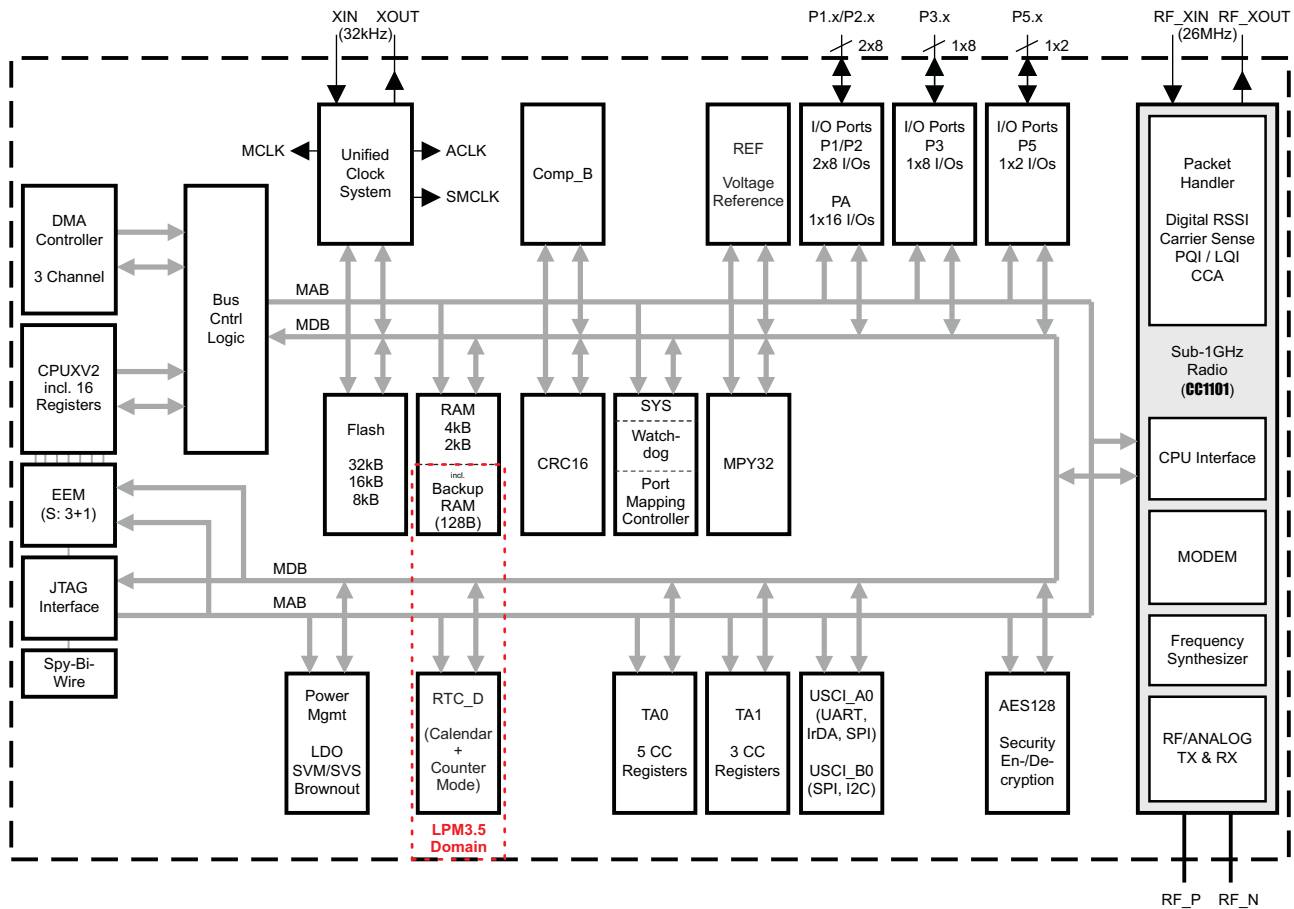 XIN XOUT
(32kHz)
P1.x/P2.x
2x8
P3.x
1x8
P5.x
1x2
RF_XIN RF_XOUT
(26MHz)
MCLK
Unified
Clock
System
ACLK
SMCLK
Comp_B
REF
Voltage
Reference
I/O Ports
P1/P2
2x8 I/Os
PA
1x16 I/Os
I/O Ports
P3
1x8 I/Os
I/O Ports
P5
1x2 I/Os
Packet
Handler
Digital RSSI
Carrier Sense
PQI / LQI
CCA
DMA
Controller
3 Channel
Bus
Cntrl
Logic
MAB
MDB
CPUXV2
incl. 16
Registers
Sub-1GHz
Radio
(CC1101)
Flash
32kB
16kB
8kB
RAM
4kB
2kB
incl.
Backup
RAM
(128B)
CRC16
SYS
Watch-
dog
Port
Mapping
Controller
MPY32
CPU Interface
EEM
(S: 3+1)
MODEM
JTAG
Interface
MDB
MAB
Spy-Bi-
Wire
Frequency
Synthesizer
Power
Mgmt
LDO
SVM/SVS
Brownout
RTC_D
(Calendar
+
Counter
Mode)
LPM3.5
Domain
TA0
5 CC
Registers
TA1
3 CC
Registers
USCI_A0
(UART,
IrDA, SPI)
USCI_B0
(SPI, I2C)
AES128
Security
En-/De-
cryption
RF/ANALOG
TX & RX
RF_P RF_N